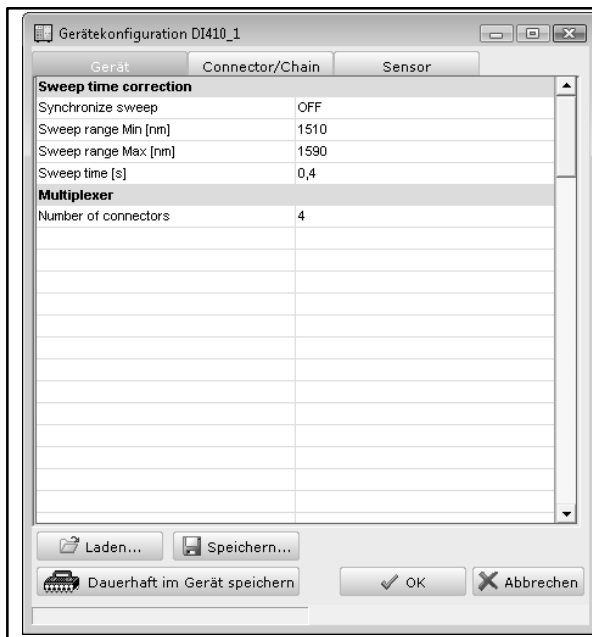 Gerätekonfiguration DI410_1
Gerät Connector/Chain Sensor
Sweep time correction
Synchronize sweep OFF
Sweep range Min [nm] 1510
Sweep range Max [nm] 1590
Sweep time [s] 0,4
Multiplexer
Number of connectors 4
Laden... Speichern...
Dauerhaft im Gerät speichern OK Abbrechen